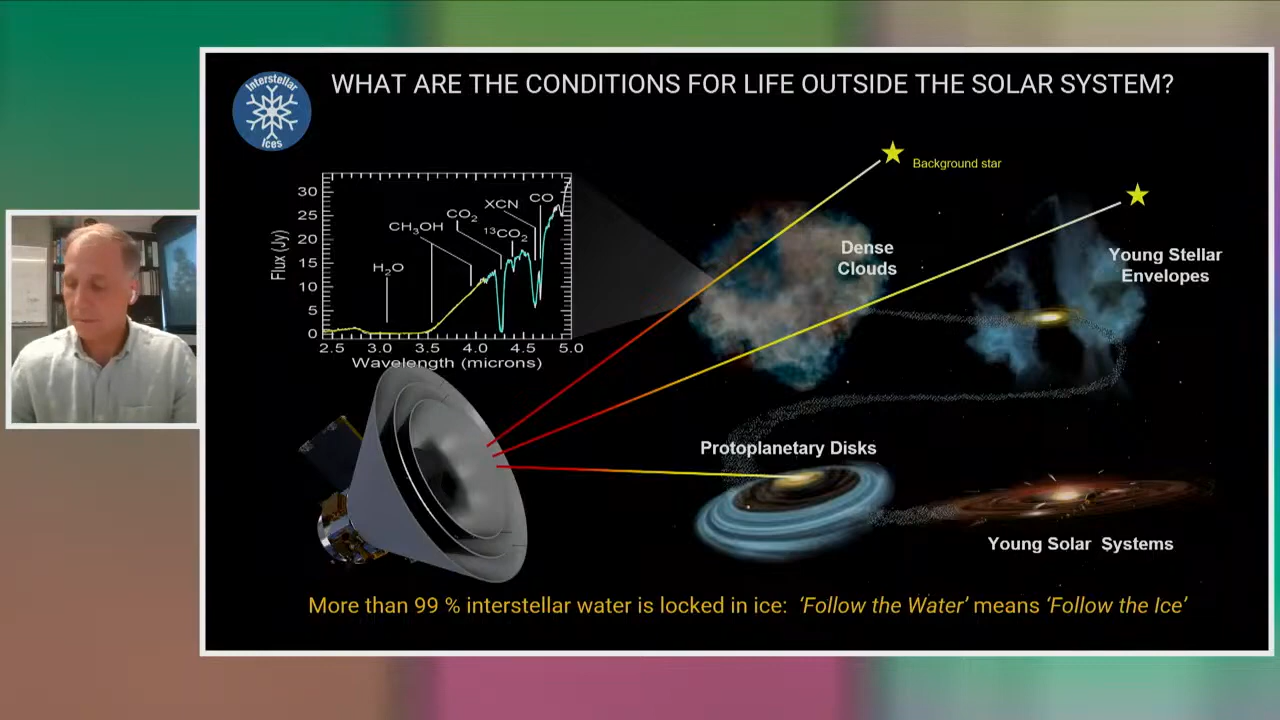 Interstellar
Ices
WHAT ARE THE CONDITIONS FOR LIFE OUTSIDE THE SOLAR SYSTEM?
Background star
30
25
20
15
10
5
0
Flux (Jy)
H₂O
CH₃OH
CO₂
¹³CO₂
XCN
CO
2.5 3.0 3.5 4.0 4.5 5.0
Wavelength (microns)
Dense
Clouds
Young Stellar
Envelopes
Protoplanetary Disks
Young Solar Systems
More than 99 % interstellar water is locked in ice: ‘Follow the Water’ means ‘Follow the Ice’